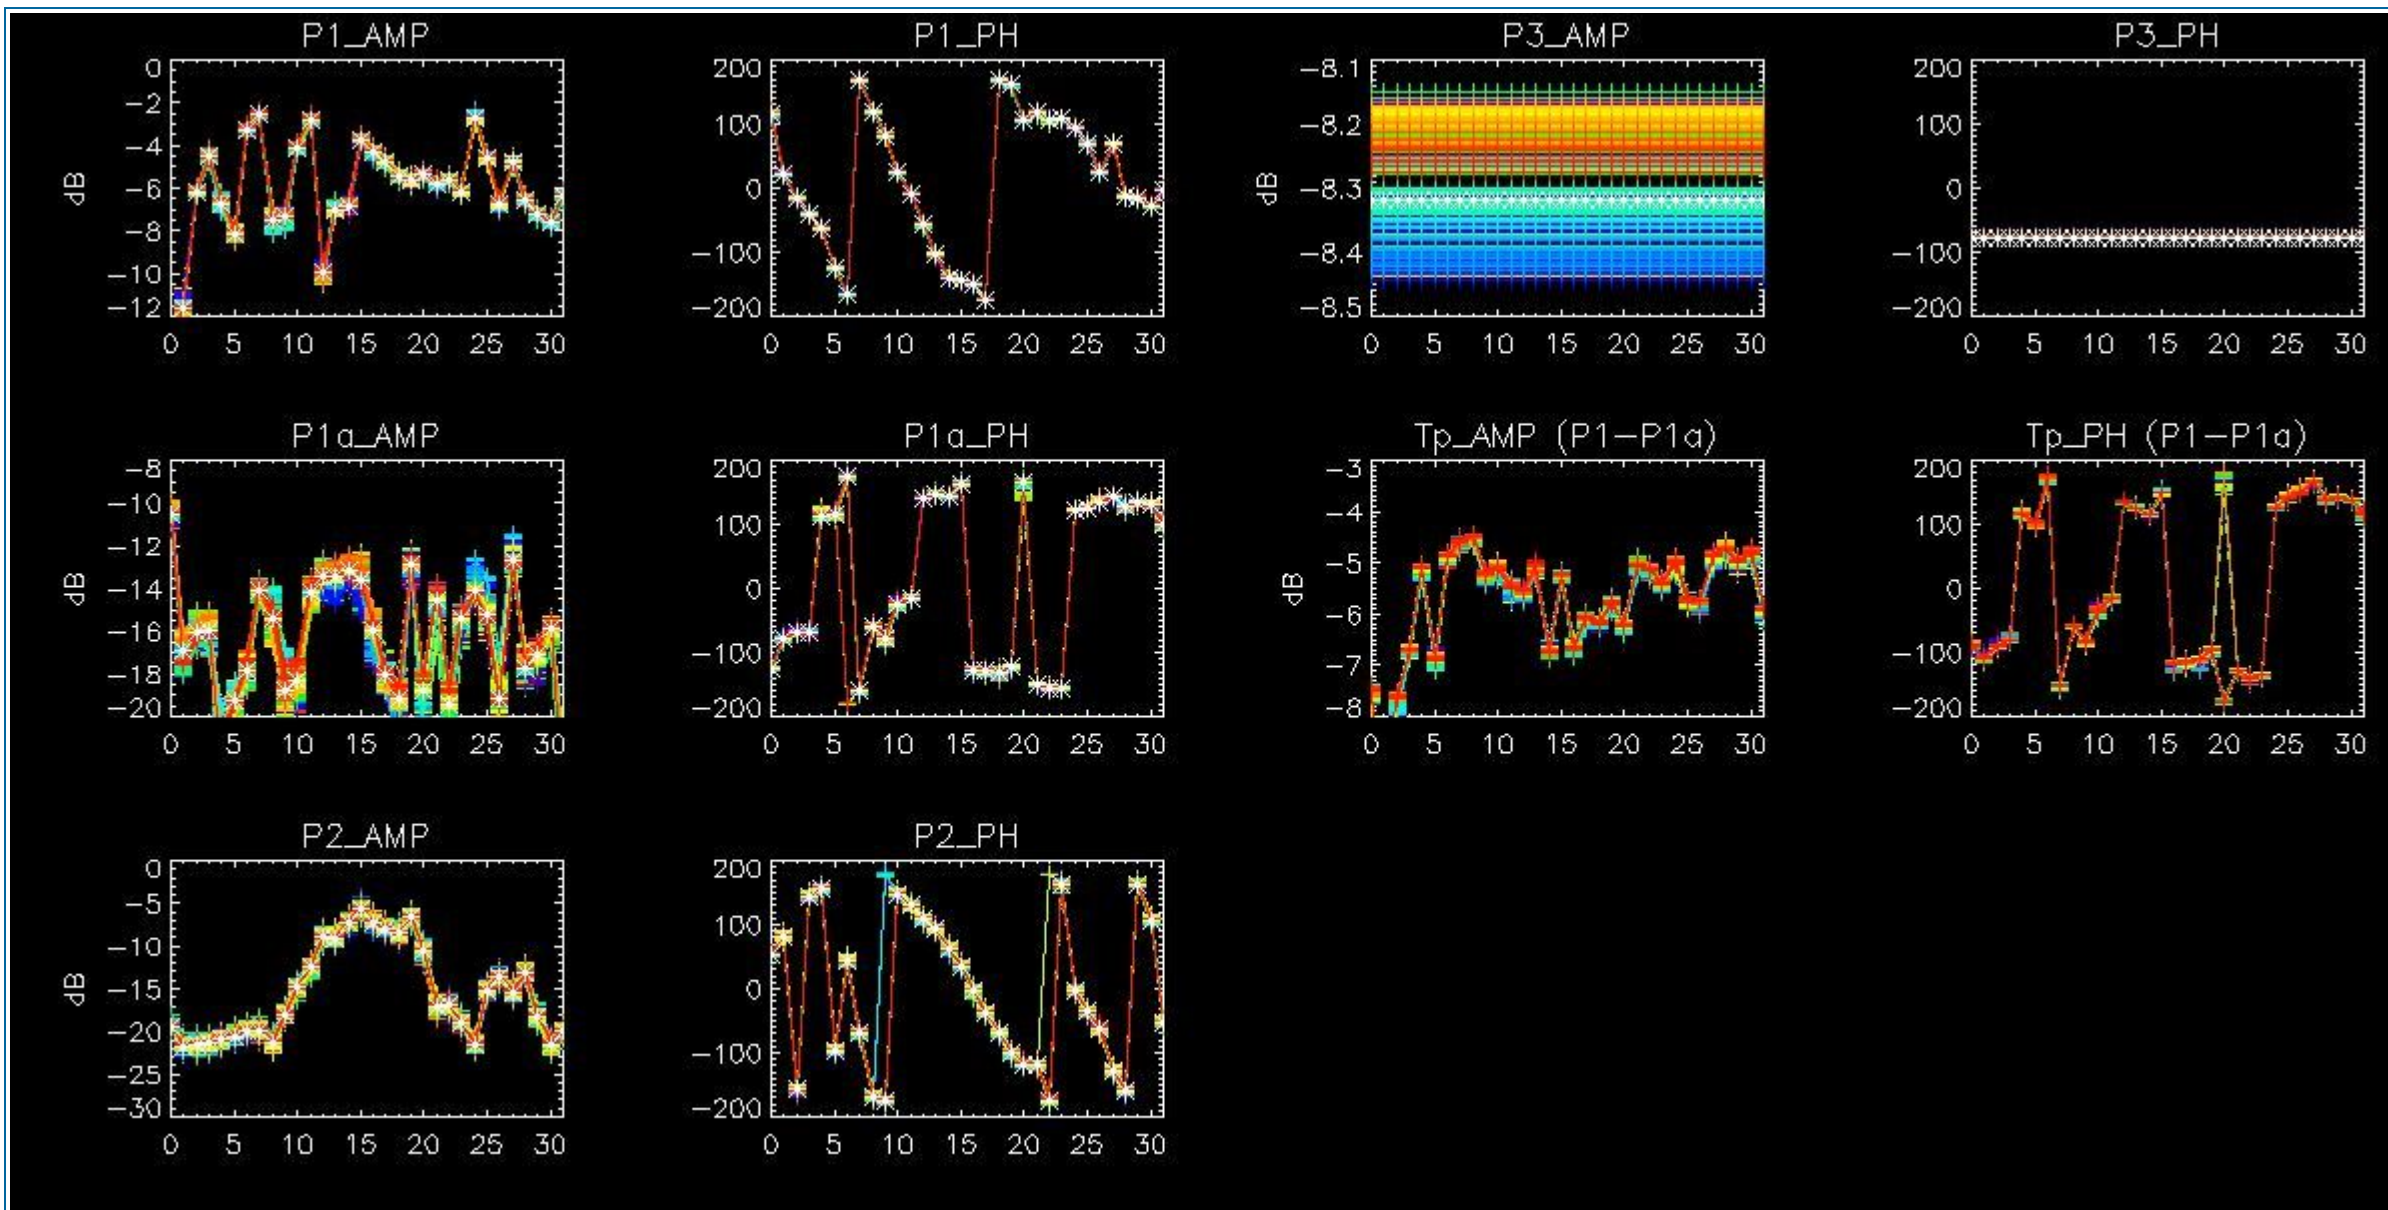 P1_AMP
0
−2
−4
−6
−8
−10
−12
dB
0 5 10 15 20 25 30
P1_PH
200
100
0
−100
−200
0 5 10 15 20 25 30
P3_AMP
−8.1
−8.2
−8.3
−8.4
−8.5
dB
0 5 10 15 20 25 30
P3_PH
200
100
0
−100
−200
0 5 10 15 20 25 30
P1a_AMP
−8
−10
−12
−14
−16
−18
−20
dB
0 5 10 15 20 25 30
P1a_PH
200
100
0
−100
−200
0 5 10 15 20 25 30
Tp_AMP (P1−P1a)
−3
−4
−5
−6
−7
−8
dB
0 5 10 15 20 25 30
Tp_PH (P1−P1a)
200
100
0
−100
−200
0 5 10 15 20 25 30
P2_AMP
0
−5
−10
−15
−20
−25
−30
dB
0 5 10 15 20 25 30
P2_PH
200
100
0
−100
−200
0 5 10 15 20 25 30